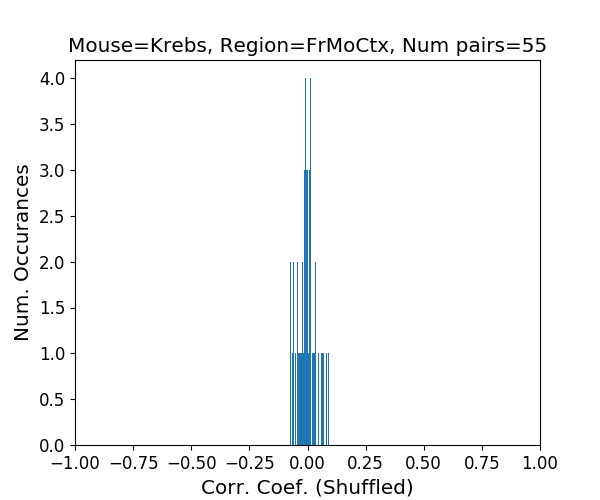 Mouse=Krebs, Region=FrMoCtx, Num pairs=55
4.0
3.5
3.0
2.5
2.0
1.5
1.0
0.5
0.0
Num. Occurances
−1.00 −0.75 −0.50 −0.25 0.00 0.25 0.50 0.75 1.00
Corr. Coef. (Shuffled)